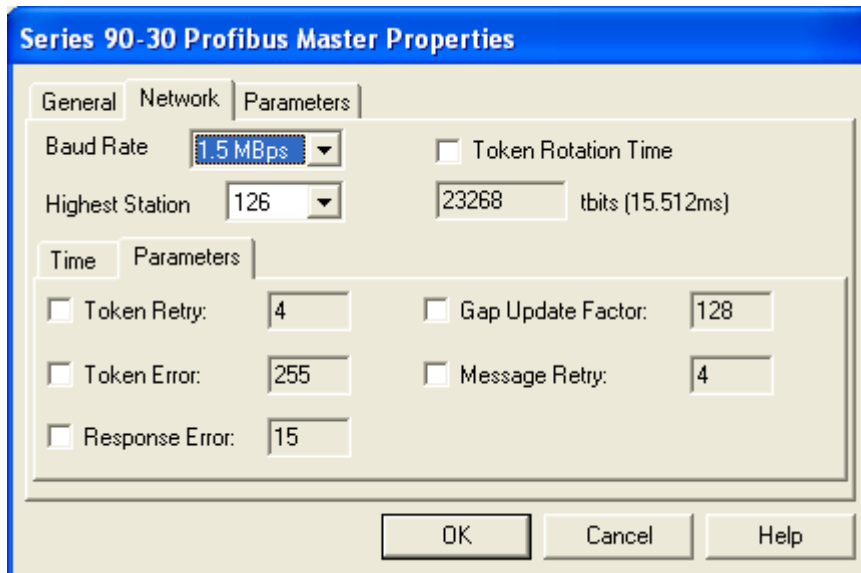 Series 90-30 Profibus Master Properties
General Network Parameters
Baud Rate 1.5 MBps Token Rotation Time
Highest Station 126 23268 tbits (15.512ms)
Time Parameters
Token Retry: 4 Gap Update Factor: 128
Token Error: 255 Message Retry: 4
Response Error: 15
OK Cancel Help